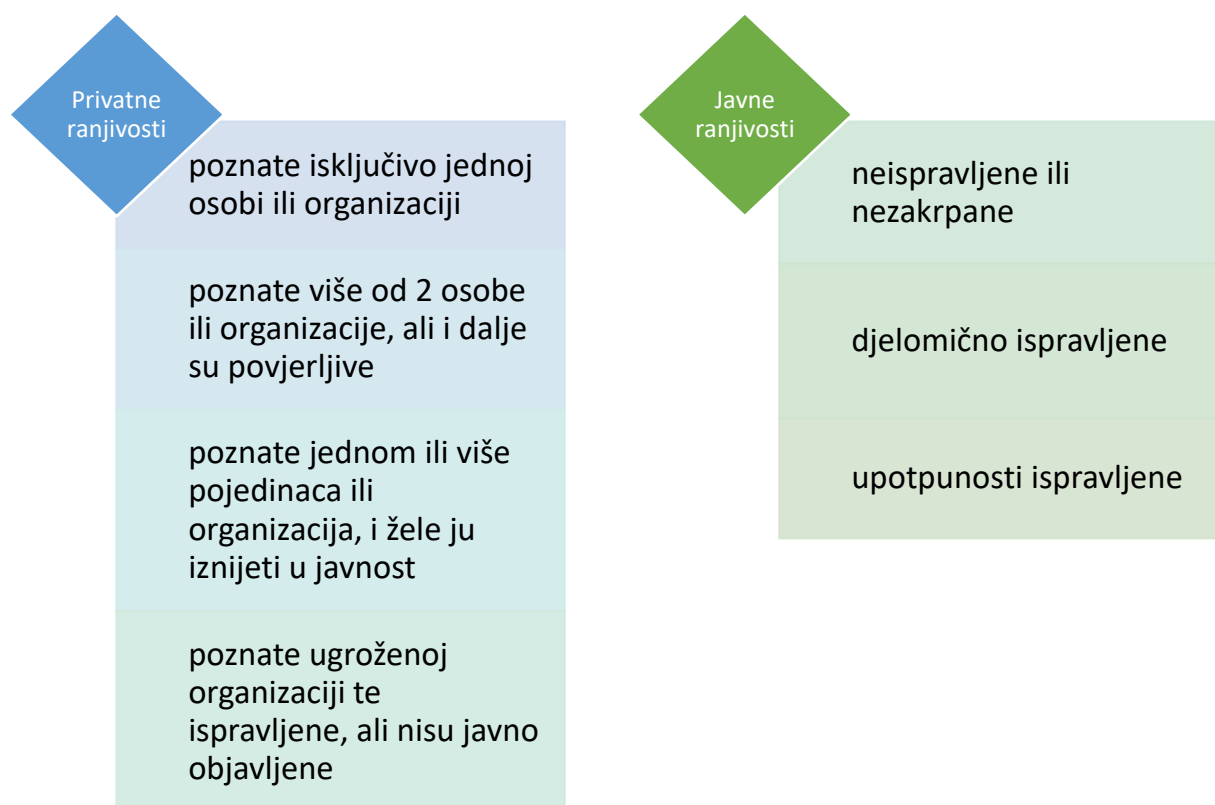 Privatne
ranjivosti
poznate isključivo jednoj
osobi ili organizaciji
poznate više od 2 osobe
ili organizacije, ali i dalje
su povjerljive
poznate jednom ili više
pojedinaca ili
organizacija, i žele ju
iznijeti u javnost
poznate ugroženoj
organizaciji te
ispravljene, ali nisu javno
objavljene
Javne
ranjivosti
neispravljene ili
nezakrpane
djelomično ispravljene
upotpunosti ispravljene